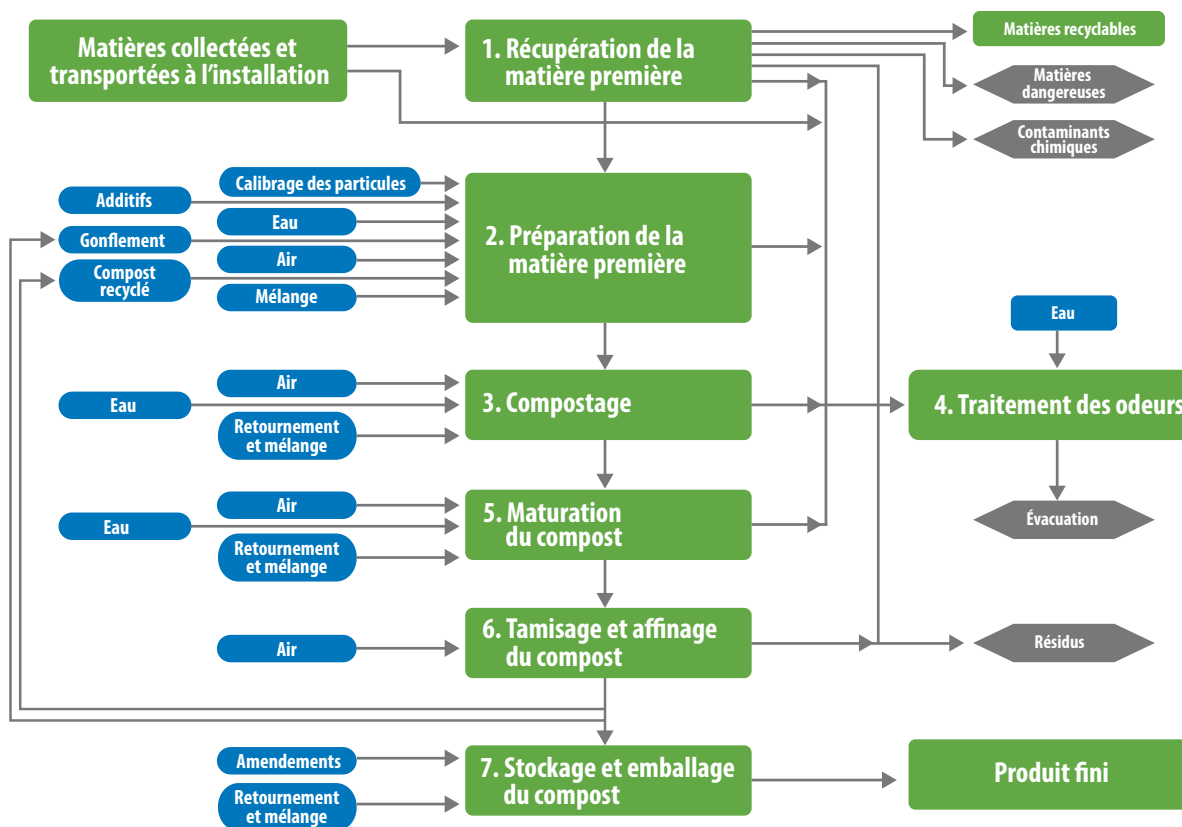 Matières collectées et
transportées à l'installation
1. Récupération de la
matière première
Matières recyclables
Matières
dangereuses
Contaminants
chimiques
Calibrage des particules
Additifs
Eau
Gonflement
Air
Compost
recyclé
Mélange
2. Préparation de la
matière première
Eau
Air
Eau
Retournement
et mélange
3. Compostage
4. Traitement des odeurs
Air
Eau
Retournement
et mélange
5. Maturation
du compost
Évacuation
Air
6. Tamisage et affinage
du compost
Résidus
Amendements
Retournement
et mélange
7. Stockage et emballage
du compost
Produit fini